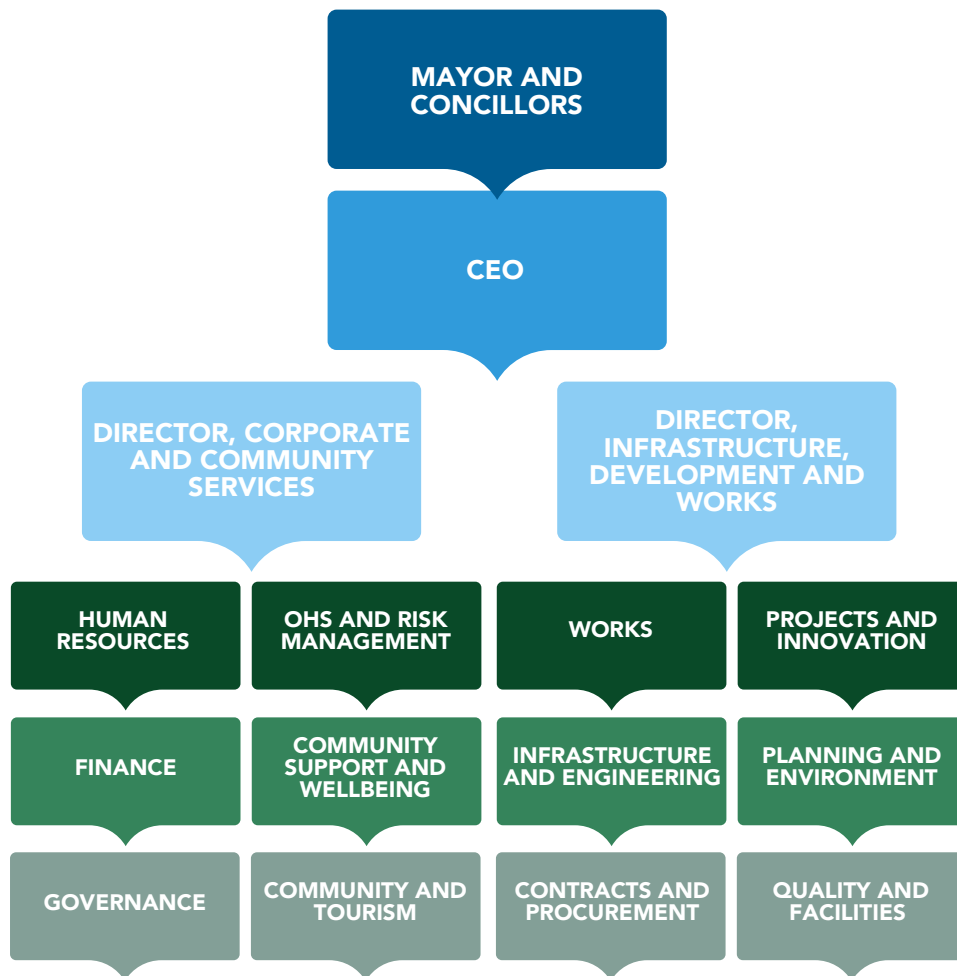 MAYOR AND
CONCILLORS
CEO
DIRECTOR, CORPORATE
AND COMMUNITY
SERVICES
DIRECTOR,
INFRASTRUCTURE,
DEVELOPMENT AND
WORKS
HUMAN
RESOURCES
OHS AND RISK
MANAGEMENT
WORKS
PROJECTS AND
INNOVATION
FINANCE
COMMUNITY
SUPPORT AND
WELLBEING
INFRASTRUCTURE
AND ENGINEERING
PLANNING AND
ENVIRONMENT
GOVERNANCE
COMMUNITY AND
TOURISM
CONTRACTS AND
PROCUREMENT
QUALITY AND
FACILITIES